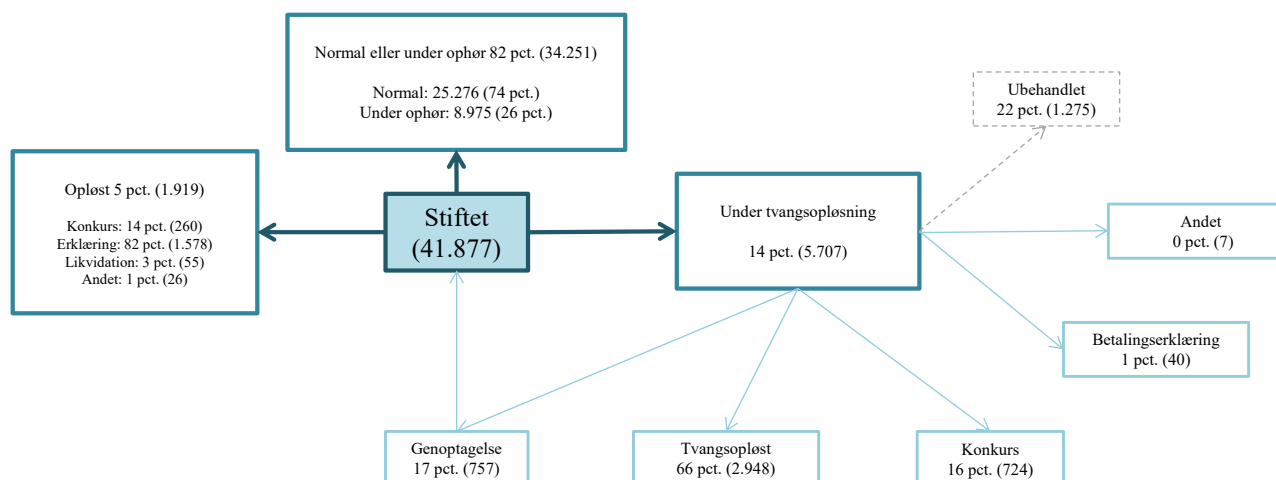 Normal eller under ophør 82 pct. (34.251)
Normal: 25.276 (74 pct.)
Under ophør: 8.975 (26 pct.)
Ubehandlet
22 pct. (1.275)
Opløst 5 pct. (1.919)
Konkurs: 14 pct. (260)
Erklæring: 82 pct. (1.578)
Likvidation: 3 pct. (55)
Andet: 1 pct. (26)
Stiftet
(41.877)
Under tvangsopløsning
14 pct. (5.707)
Andet
0 pct. (7)
Betalingserklæring
1 pct. (40)
Genoptagelse
17 pct. (757)
Tvangsopløst
66 pct. (2.948)
Konkurs
16 pct. (724)